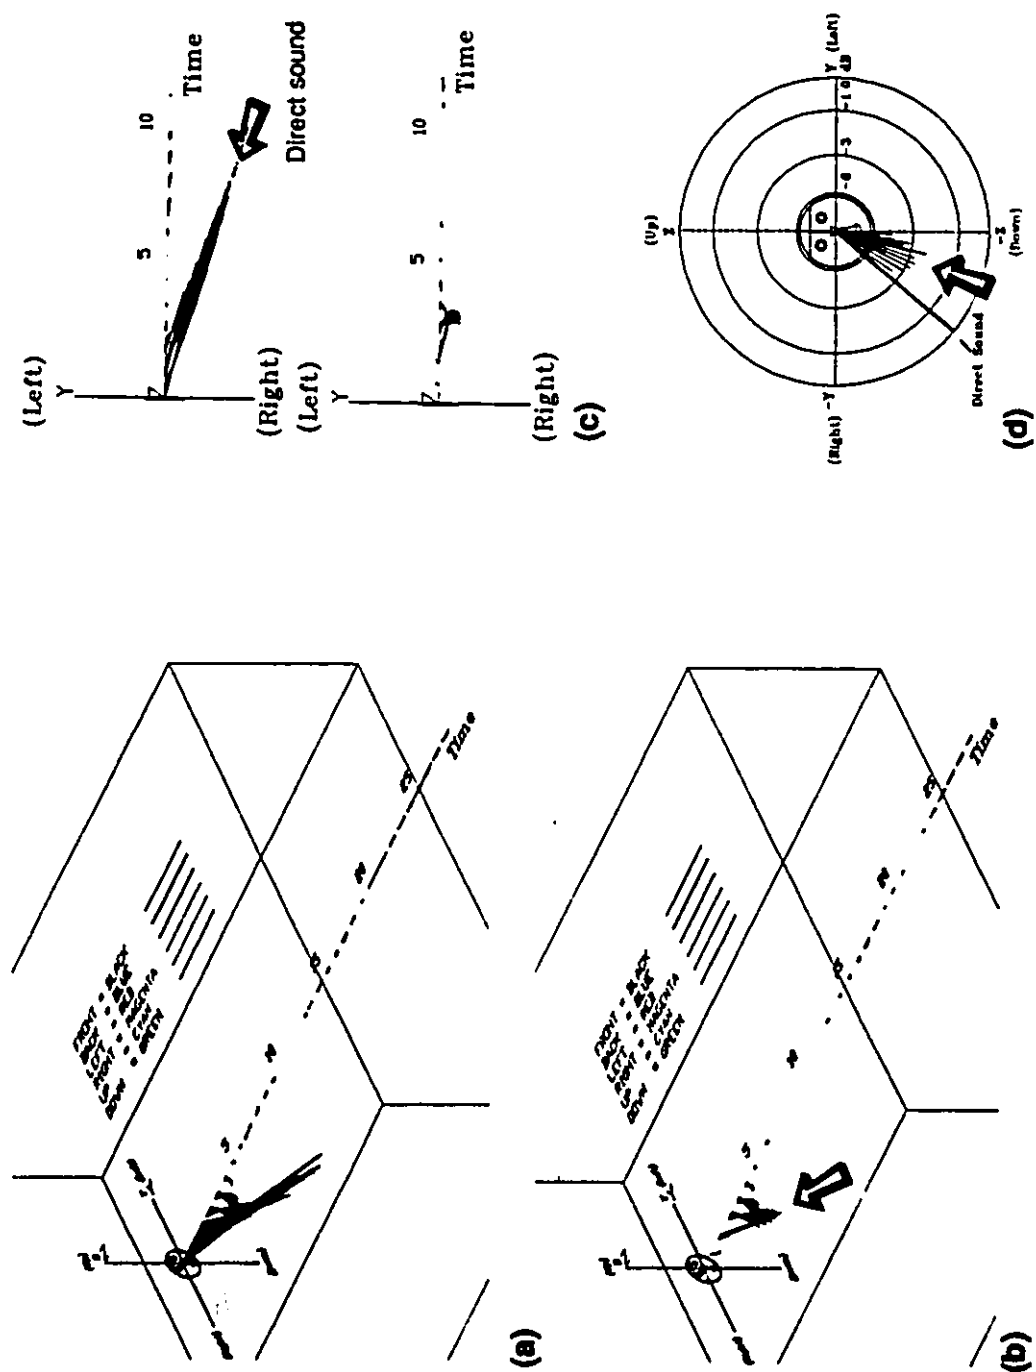 (a)
FRONT = BLACK
BACK = BLUE
LEFT = RED
RIGHT = MAGENTA
UP = CYAN
DOWN = GREEN
5
Time
(b)
FRONT = BLACK
BACK = BLUE
LEFT = RED
RIGHT = MAGENTA
UP = CYAN
DOWN = GREEN
5
Time
(c)
(Left)
Y
Z
5
10
Time
(Right)
Direct sound
(Left)
Y
Z
5
10
Time
(Right)
(d)
(Up)
Z
(Right) -Y
Y (Left)
dB
-3
Direct Sound
-Z
(Down)